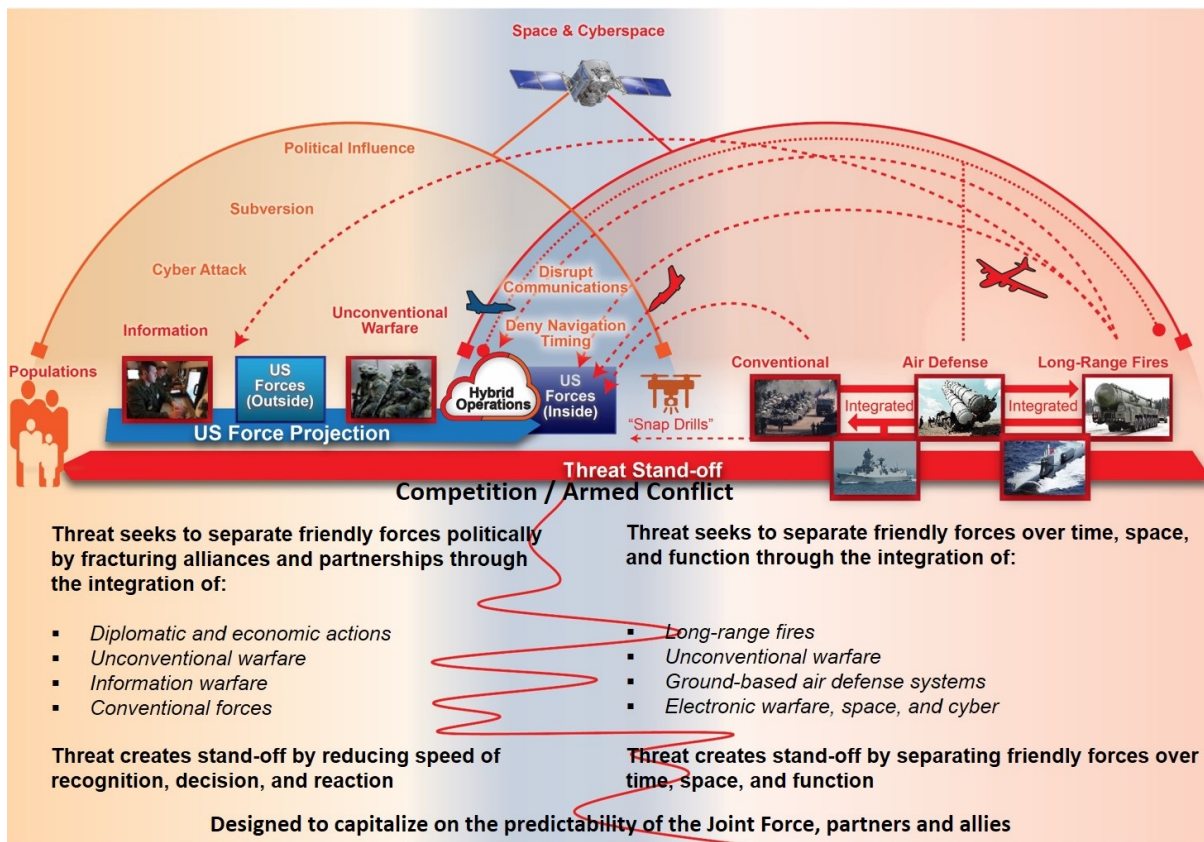 Space & Cyberspace
Political Influence
Subversion
Cyber Attack
Disrupt
Communications
Information
Unconventional
Warfare
Deny Navigation
Timing
Populations
US
Forces
(Outside)
Hybrid
Operations
US
Forces
(Inside)
Conventional
Air Defense
Long-Range Fires
Integrated
Integrated
"Snap Drills"
US Force Projection
Threat Stand-off
Competition / Armed Conflict
Threat seeks to separate friendly forces politically
by fracturing alliances and partnerships through
the integration of:
▪ Diplomatic and economic actions
▪ Unconventional warfare
▪ Information warfare
▪ Conventional forces
Threat creates stand-off by reducing speed of
recognition, decision, and reaction
Threat seeks to separate friendly forces over time, space,
and function through the integration of:
▪ Long-range fires
▪ Unconventional warfare
▪ Ground-based air defense systems
▪ Electronic warfare, space, and cyber
Threat creates stand-off by separating friendly forces over
time, space, and function
Designed to capitalize on the predictability of the Joint Force, partners and allies